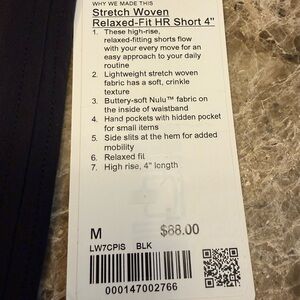 WHY WE MADE THIS
Stretch Woven
Relaxed-Fit HR Short 4"
1. These high-rise,
relaxed-fitting shorts flow
with your every move for an
easy approach to your daily
routine
2. Lightweight stretch woven
fabric has a soft, crinkle
texture
3. Buttery-soft Nulu™ fabric on
the inside of waistband
4. Hand pockets with hidden pocket
for small items
5. Side slits at the hem for added
mobility
6. Relaxed fit
7. High rise, 4" length
M $88.00
LW7CPIS BLK
000147002766